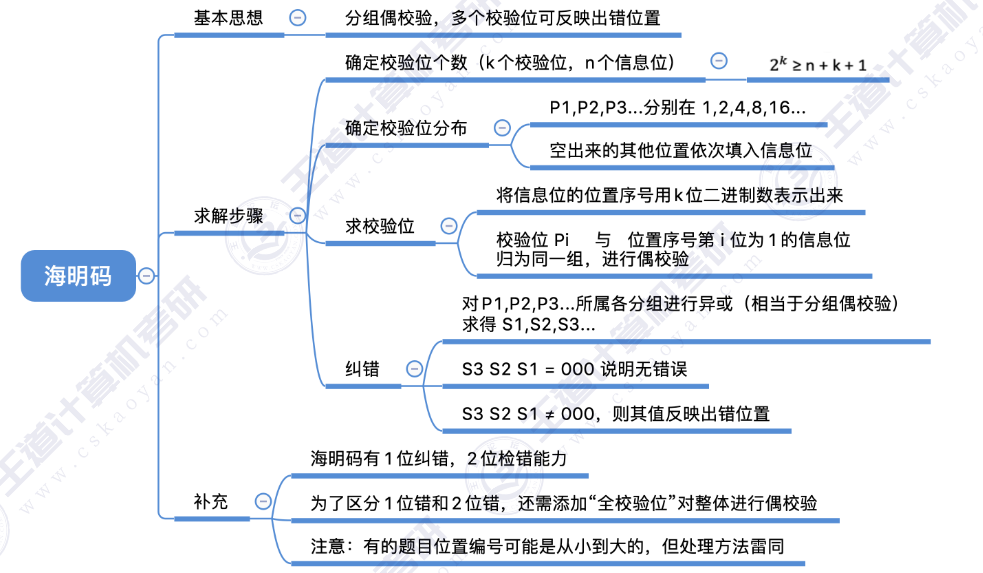 海明码
基本思想
分组偶校验，多个校验位可反映出错位置
求解步骤
确定校验位个数（k个校验位，n个信息位）
2^k ≥ n + k + 1
确定校验位分布
P1,P2,P3...分别在 1,2,4,8,16...
空出来的其他位置依次填入信息位
求校验位
将信息位的位置序号用k位二进制数表示出来
校验位 Pi 与 位置序号第 i 位为1的信息位
归为同一组，进行偶校验
纠错
对P1,P2,P3...所属各分组进行异或（相当于分组偶校验）
求得 S1,S2,S3...
S3 S2 S1 = 000 说明无错误
S3 S2 S1 ≠ 000，则其值反映出错位置
补充
海明码有1位纠错，2位检错能力
为了区分1位错和2位错，还需添加“全校验位”对整体进行偶校验
注意：有的题目位置编号可能是从小到大的，但处理方法雷同
王道计算机考研
www.cskaoyan.com